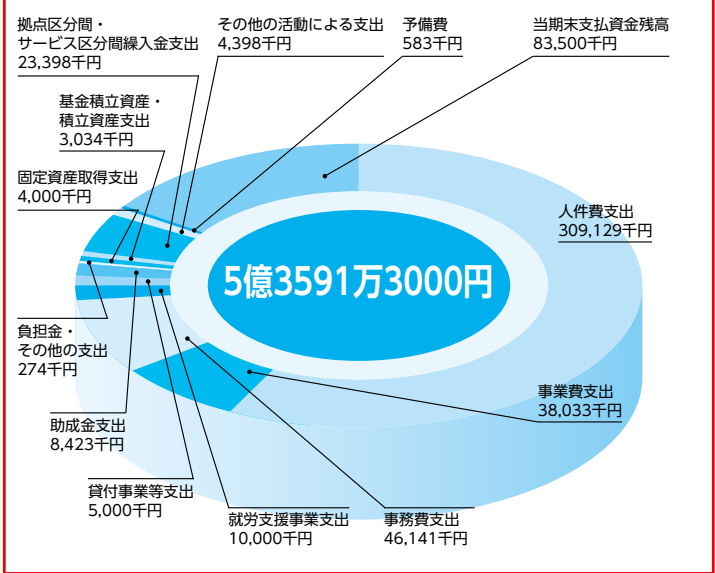 拠点区分間・
サービス区分間繰入金支出
23,398千円
その他の活動による支出
4,398千円
予備費
583千円
当期末支払資金残高
83,500千円
基金積立資産・
積立資産支出
3,034千円
固定資産取得支出
4,000千円
人件費支出
309,129千円
5億3591万3000円
負担金・
その他の支出
274千円
事業費支出
38,033千円
助成金支出
8,423千円
貸付事業等支出
5,000千円
就労支援事業支出
10,000千円
事務費支出
46,141千円